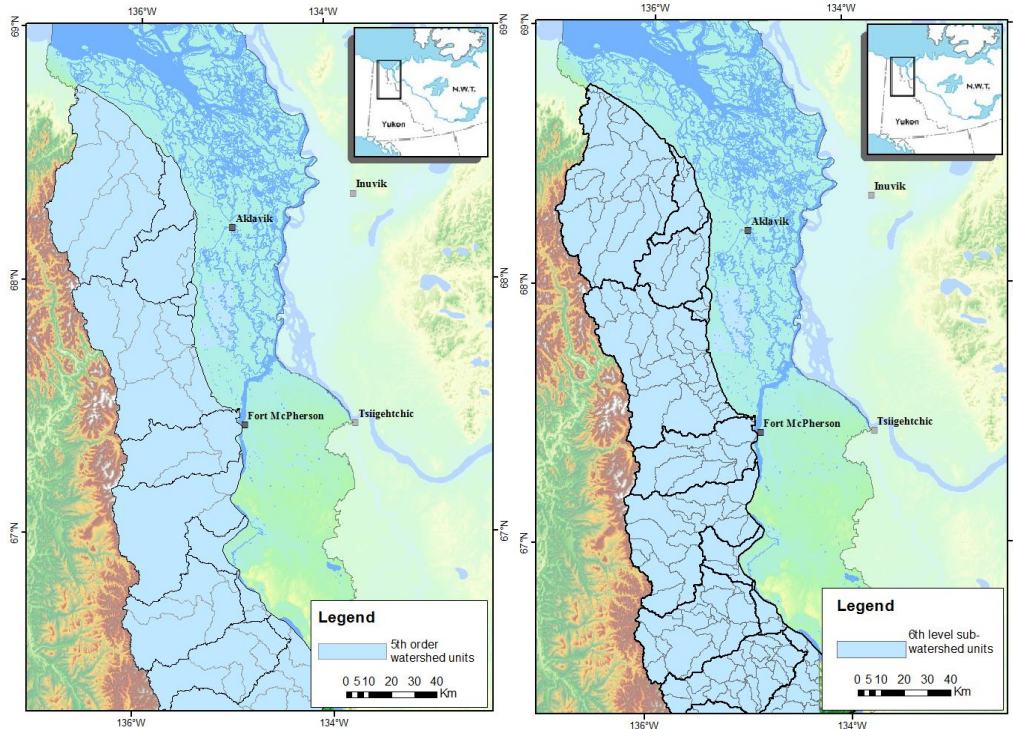 136°W
134°W
69°N
N.W.T.
Yukon
Inuvik
Aklavik
68°N
68°N
Fort McPherson
Tsiigehtchic
67°N
67°N
Legend
5th order
watershed units
0 5 10 20 30 40
Km
136°W
134°W
136°W
134°W
69°N
N.W.T.
Yukon
Inuvik
Aklavik
68°N
Fort McPherson
Tsiigehtchic
67°N
Legend
6th level sub-
watershed units
0 5 10 20 30 40
Km
136°W
134°W